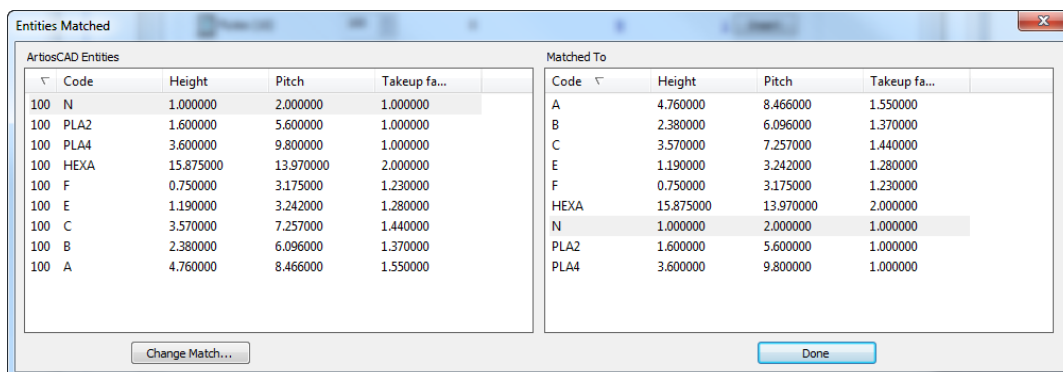 Entities Matched
ArtiosCAD Entities
Code Height Pitch Takeup fa...
100 N 1.000000 2.000000 1.000000
100 PLA2 1.600000 5.600000 1.000000
100 PLA4 3.600000 9.800000 1.000000
100 HEXA 15.875000 13.970000 2.000000
100 F 0.750000 3.175000 1.230000
100 E 1.190000 3.242000 1.280000
100 C 3.570000 7.257000 1.440000
100 B 2.380000 6.096000 1.370000
100 A 4.760000 8.466000 1.550000
Change Match...
Matched To
Code Height Pitch Takeup fa...
A 4.760000 8.466000 1.550000
B 2.380000 6.096000 1.370000
C 3.570000 7.257000 1.440000
E 1.190000 3.242000 1.280000
F 0.750000 3.175000 1.230000
HEXA 15.875000 13.970000 2.000000
N 1.000000 2.000000 1.000000
PLA2 1.600000 5.600000 1.000000
PLA4 3.600000 9.800000 1.000000
Done